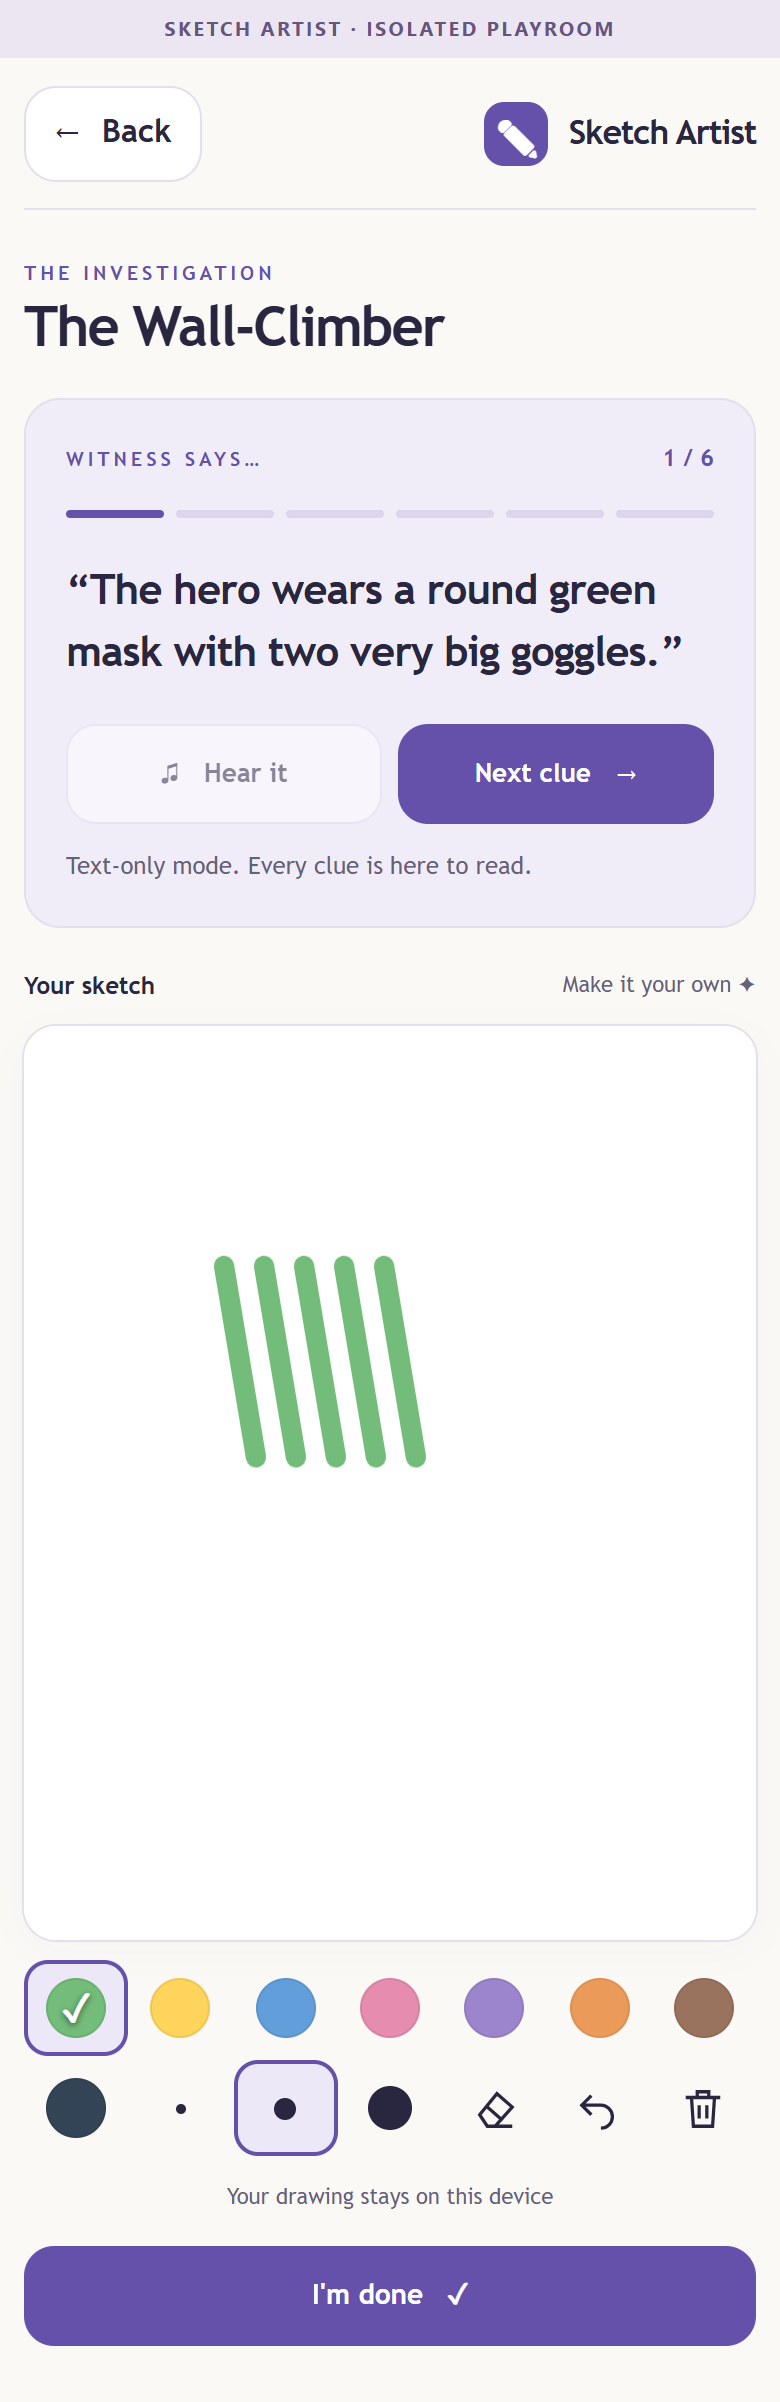 SKETCH ARTIST · ISOLATED PLAYROOM
← Back
Sketch Artist
THE INVESTIGATION
The Wall-Climber
WITNESS SAYS…
1 / 6
“The hero wears a round green
mask with two very big goggles.”
♫ Hear it
Next clue →
Text-only mode. Every clue is here to read.
Your sketch
Make it your own ✦
Your drawing stays on this device
I'm done ✓